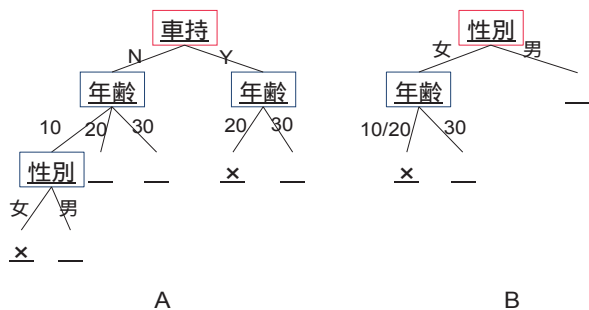 車持
性別
N Y
女 男
年齢 年齢
年齢
10 20 30
20 30
10/20 30
性別
× ×
女 男
×
A B